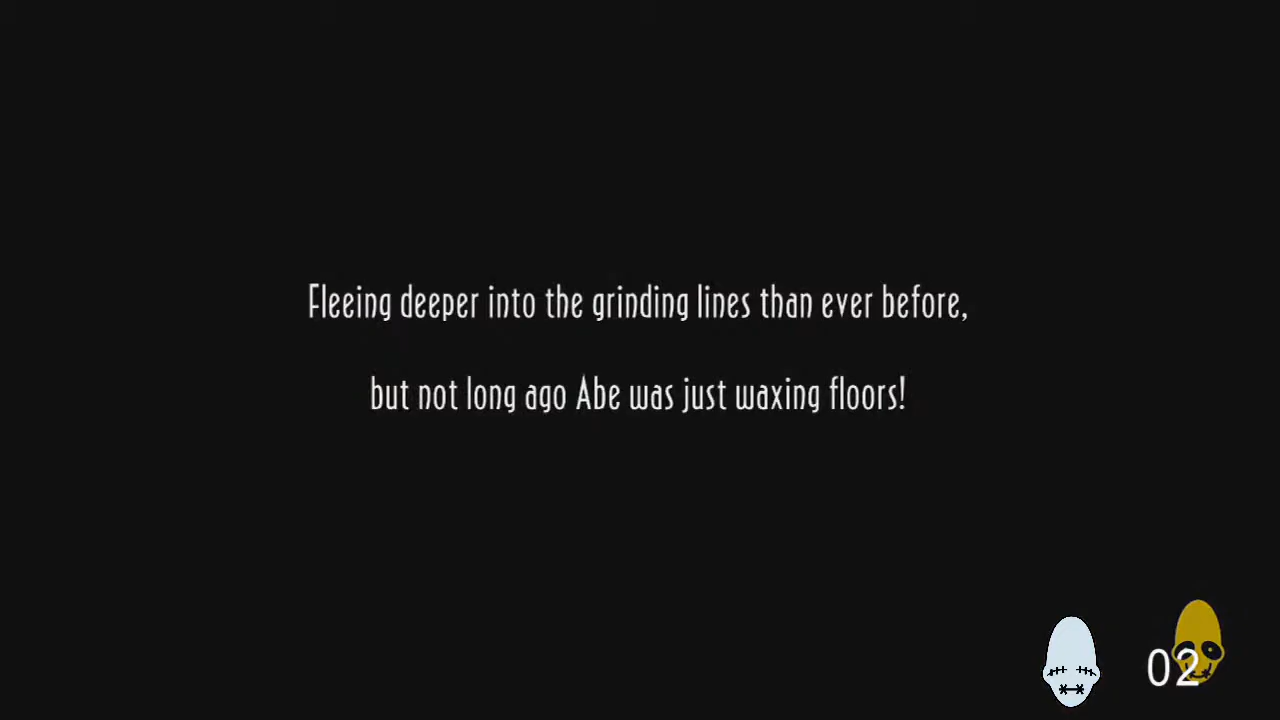 Fleeing deeper into the grinding lines than ever before,
but not long ago Abe was just waxing floors!
02